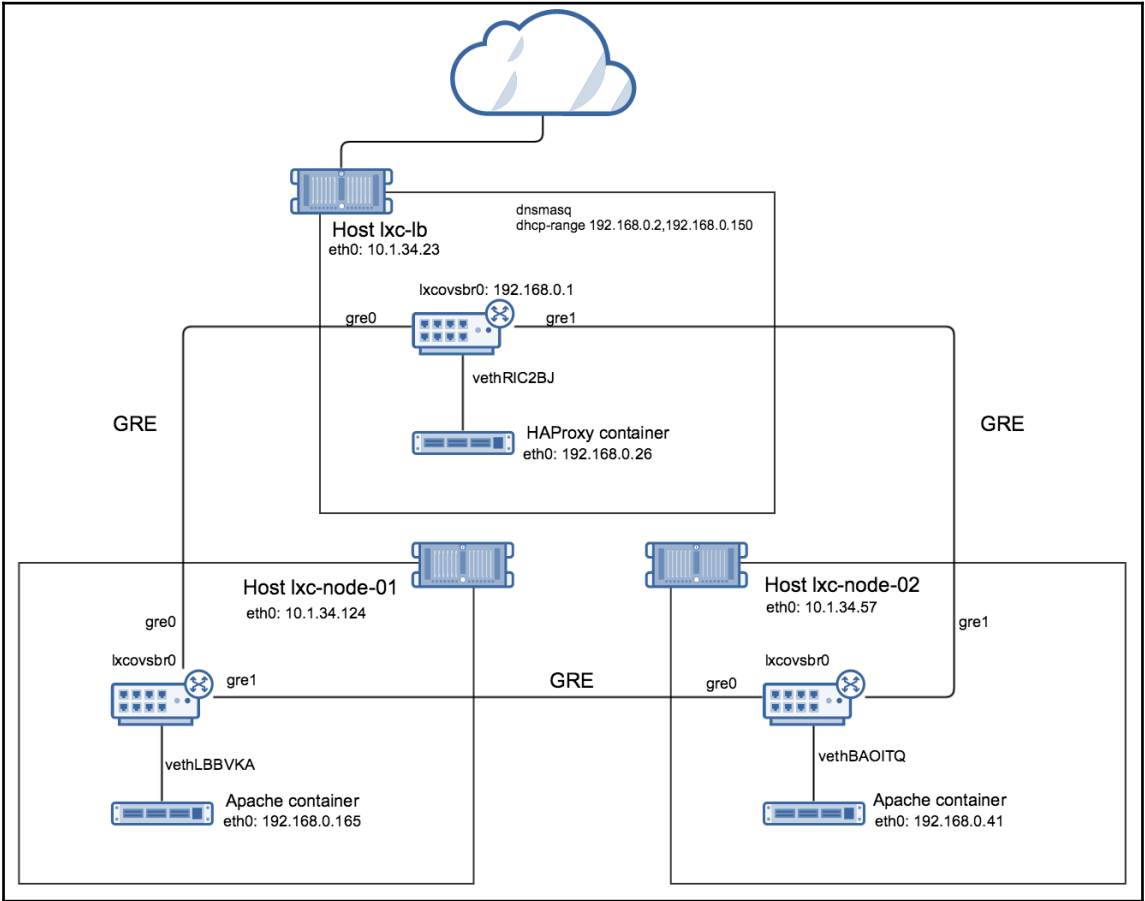 dnsmasq
dhcp-range 192.168.0.2,192.168.0.150
Host lxc-lb
eth0: 10.1.34.23
lxcovsbr0: 192.168.0.1
gre0
gre1
vethRIC2BJ
GRE
GRE
HAProxy container
eth0: 192.168.0.26
Host lxc-node-01
eth0: 10.1.34.124
Host lxc-node-02
eth0: 10.1.34.57
gre0
gre1
lxcovsbr0
lxcovsbr0
gre1
GRE
gre0
vethLBBVKA
vethBAOITQ
Apache container
eth0: 192.168.0.165
Apache container
eth0: 192.168.0.41